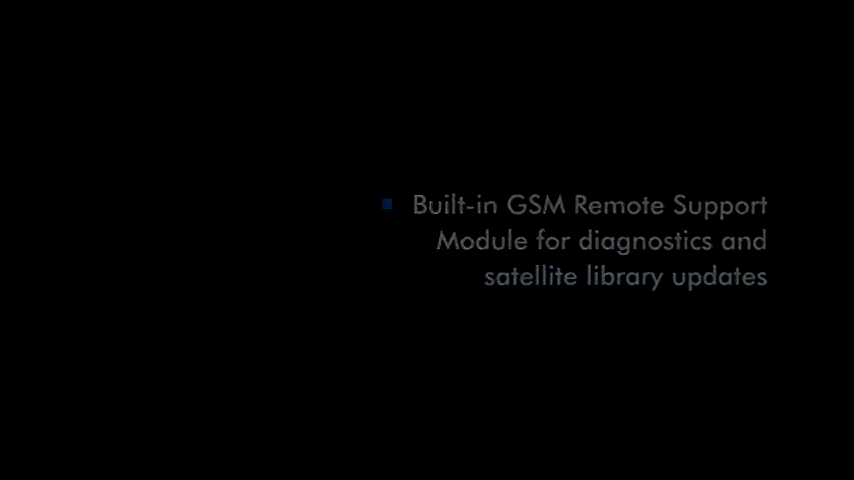 Built-in GSM Remote Support
Module for diagnostics and
satellite library updates